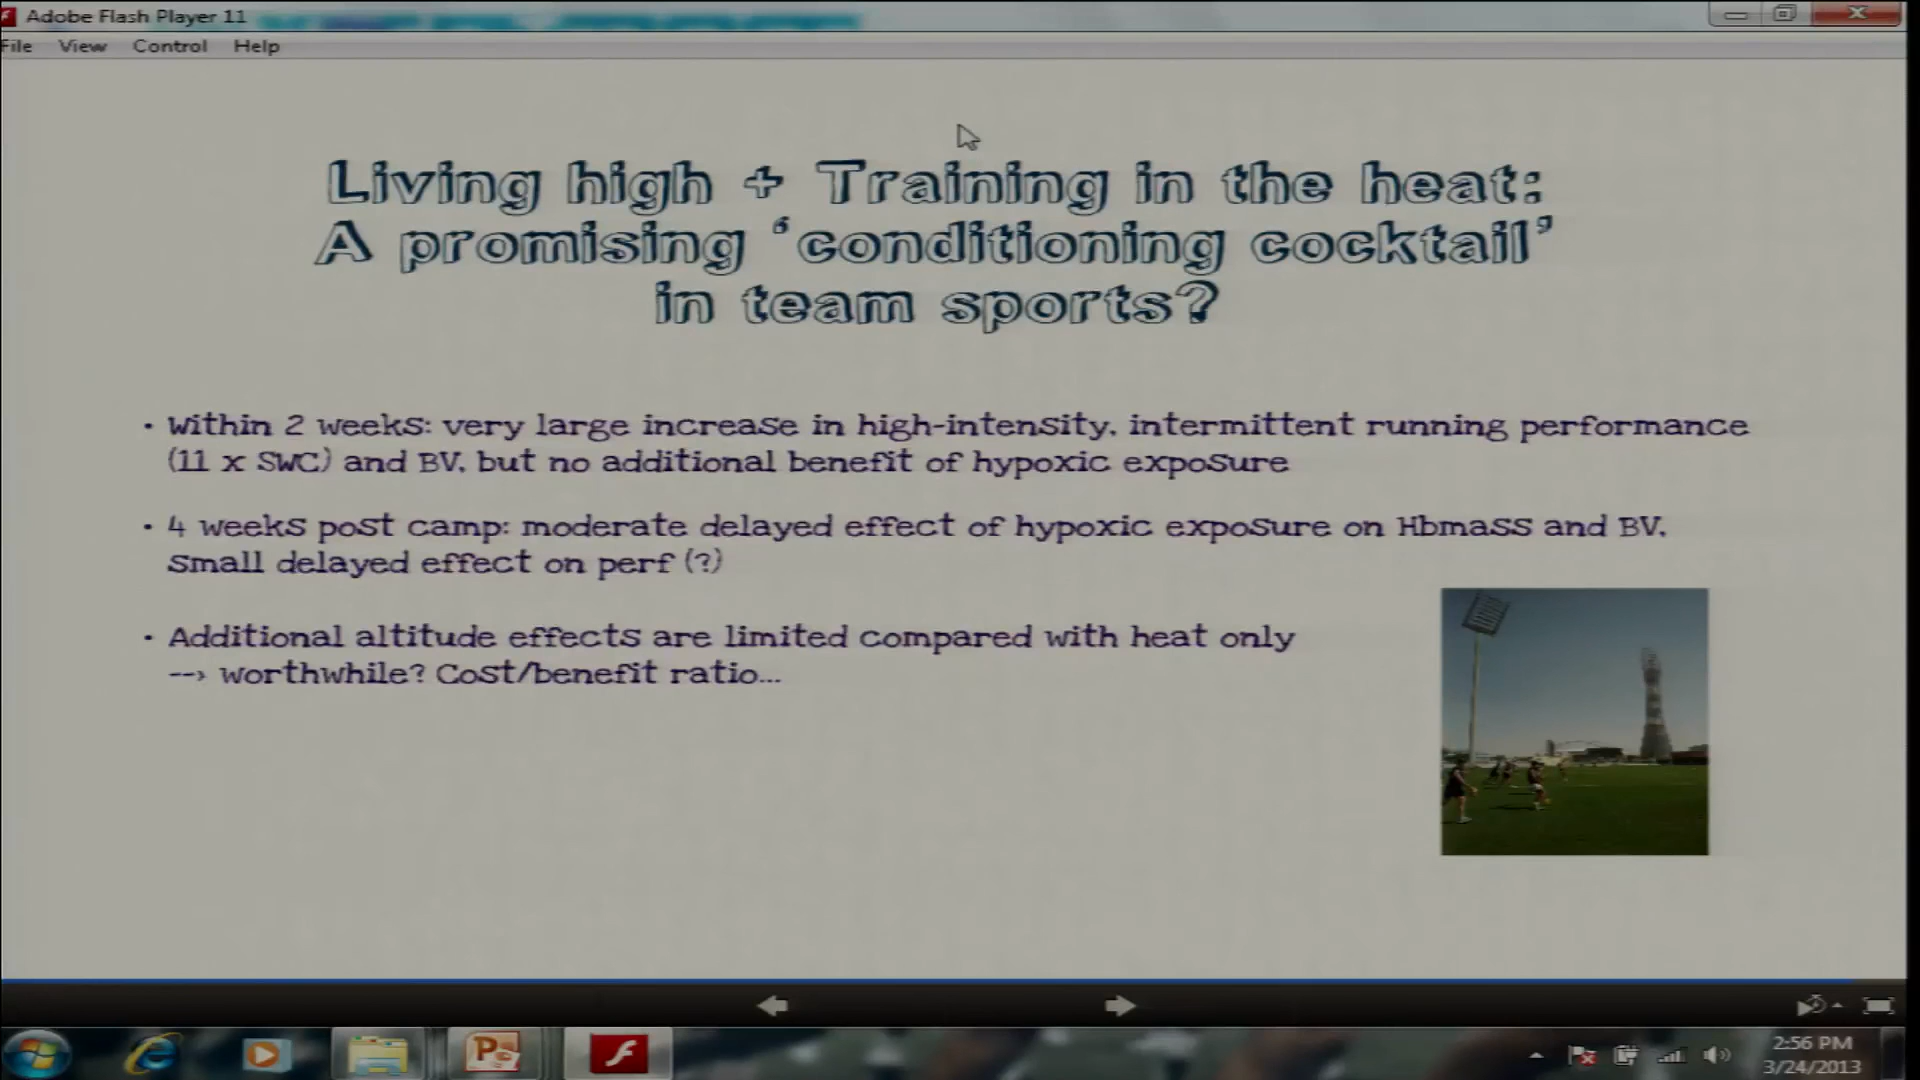 Adobe Flash Player 11
File View Control Help
Living high + Training in the heat:
A promising ‘conditioning cocktail’
in team sports?
• Within 2 weeks: very large increase in high-intensity, intermittent running performance
(11 x SWC) and BV, but no additional benefit of hypoxic exposure
• 4 weeks post camp: moderate delayed effect of hypoxic exposure on Hbmass and BV,
small delayed effect on perf (?)
• Additional altitude effects are limited compared with heat only
--> worthwhile? Cost/benefit ratio...
2:56 PM
3/24/2013